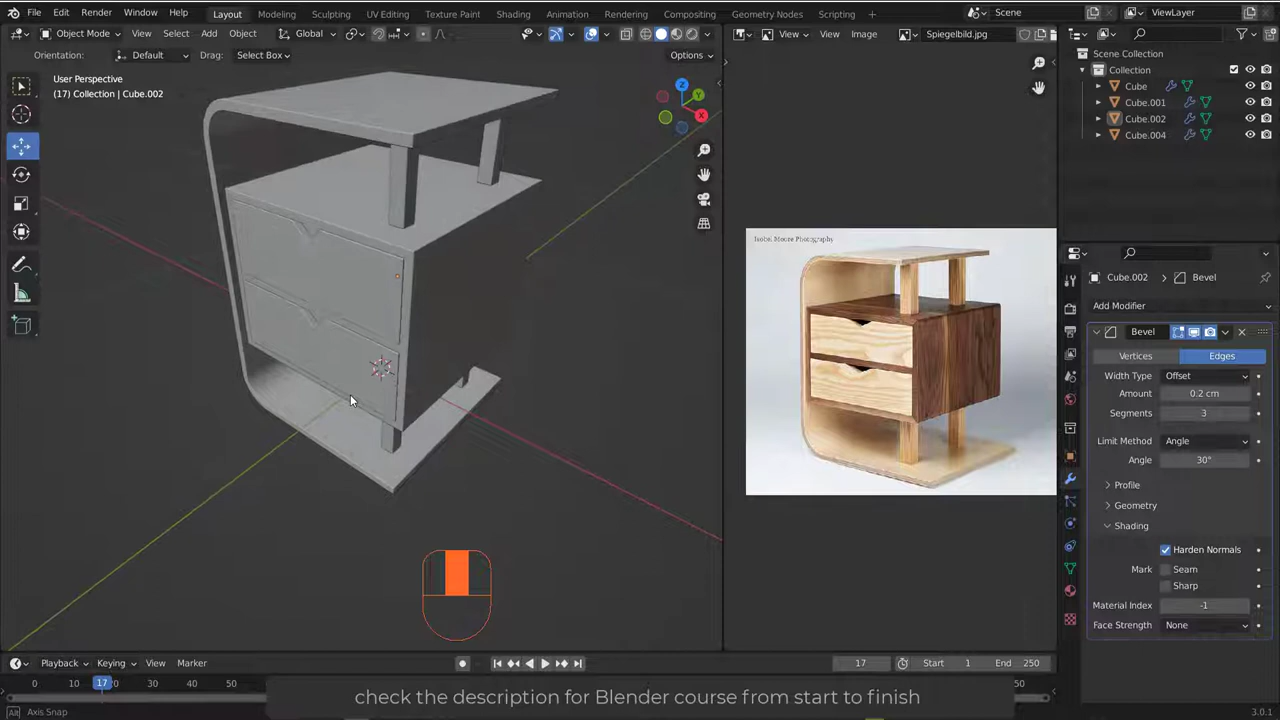 File Edit Render Window Help Layout Modeling Sculpting UV Editing Texture Paint Shading Animation Rendering Compositing Geometry Nodes Scripting + Scene ViewLayer
Object Mode View Select Add Object Global View View Image Spiegelbild.jpg
Orientation: Default Drag: Select Box Options
User Perspective
(17) Collection | Cube.002
Z
Y
X
Isobel Moore Photography
Scene Collection
Collection
Cube
Cube.001
Cube.002
Cube.004
Cube.002 Bevel
Add Modifier
Bevel
Vertices Edges
Width Type Offset
Amount 0.2 cm
Segments 3
Limit Method Angle
Angle 30°
Profile
Geometry
Shading
Harden Normals
Mark Seam
Sharp
Material Index -1
Face Strength None
Playback Keying View Marker 17 Start 1 End 250
0 10 17 20 30 40 50 50
check the description for Blender course from start to finish
Alt Axis Snap 3.0.1